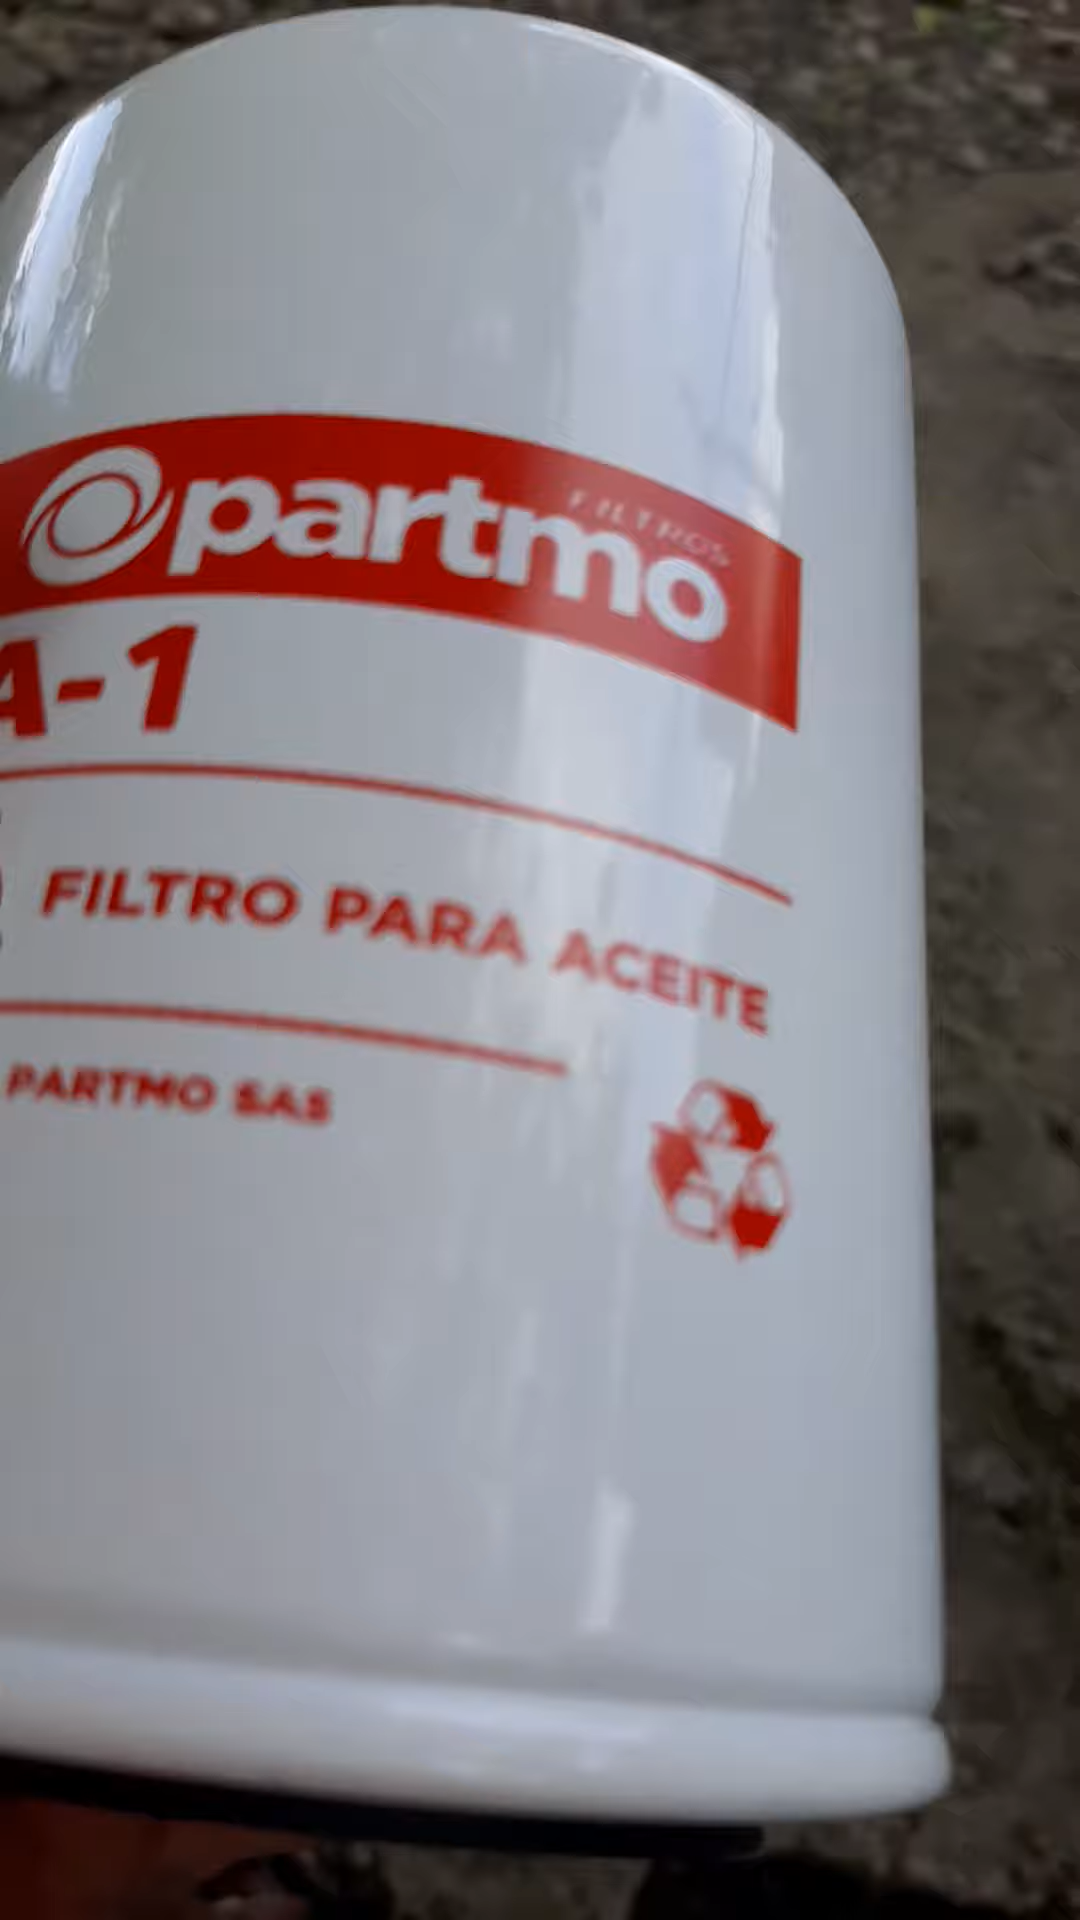 FILTROS
partmo
A-1
FILTRO PARA ACEITE
PARTMO SAS